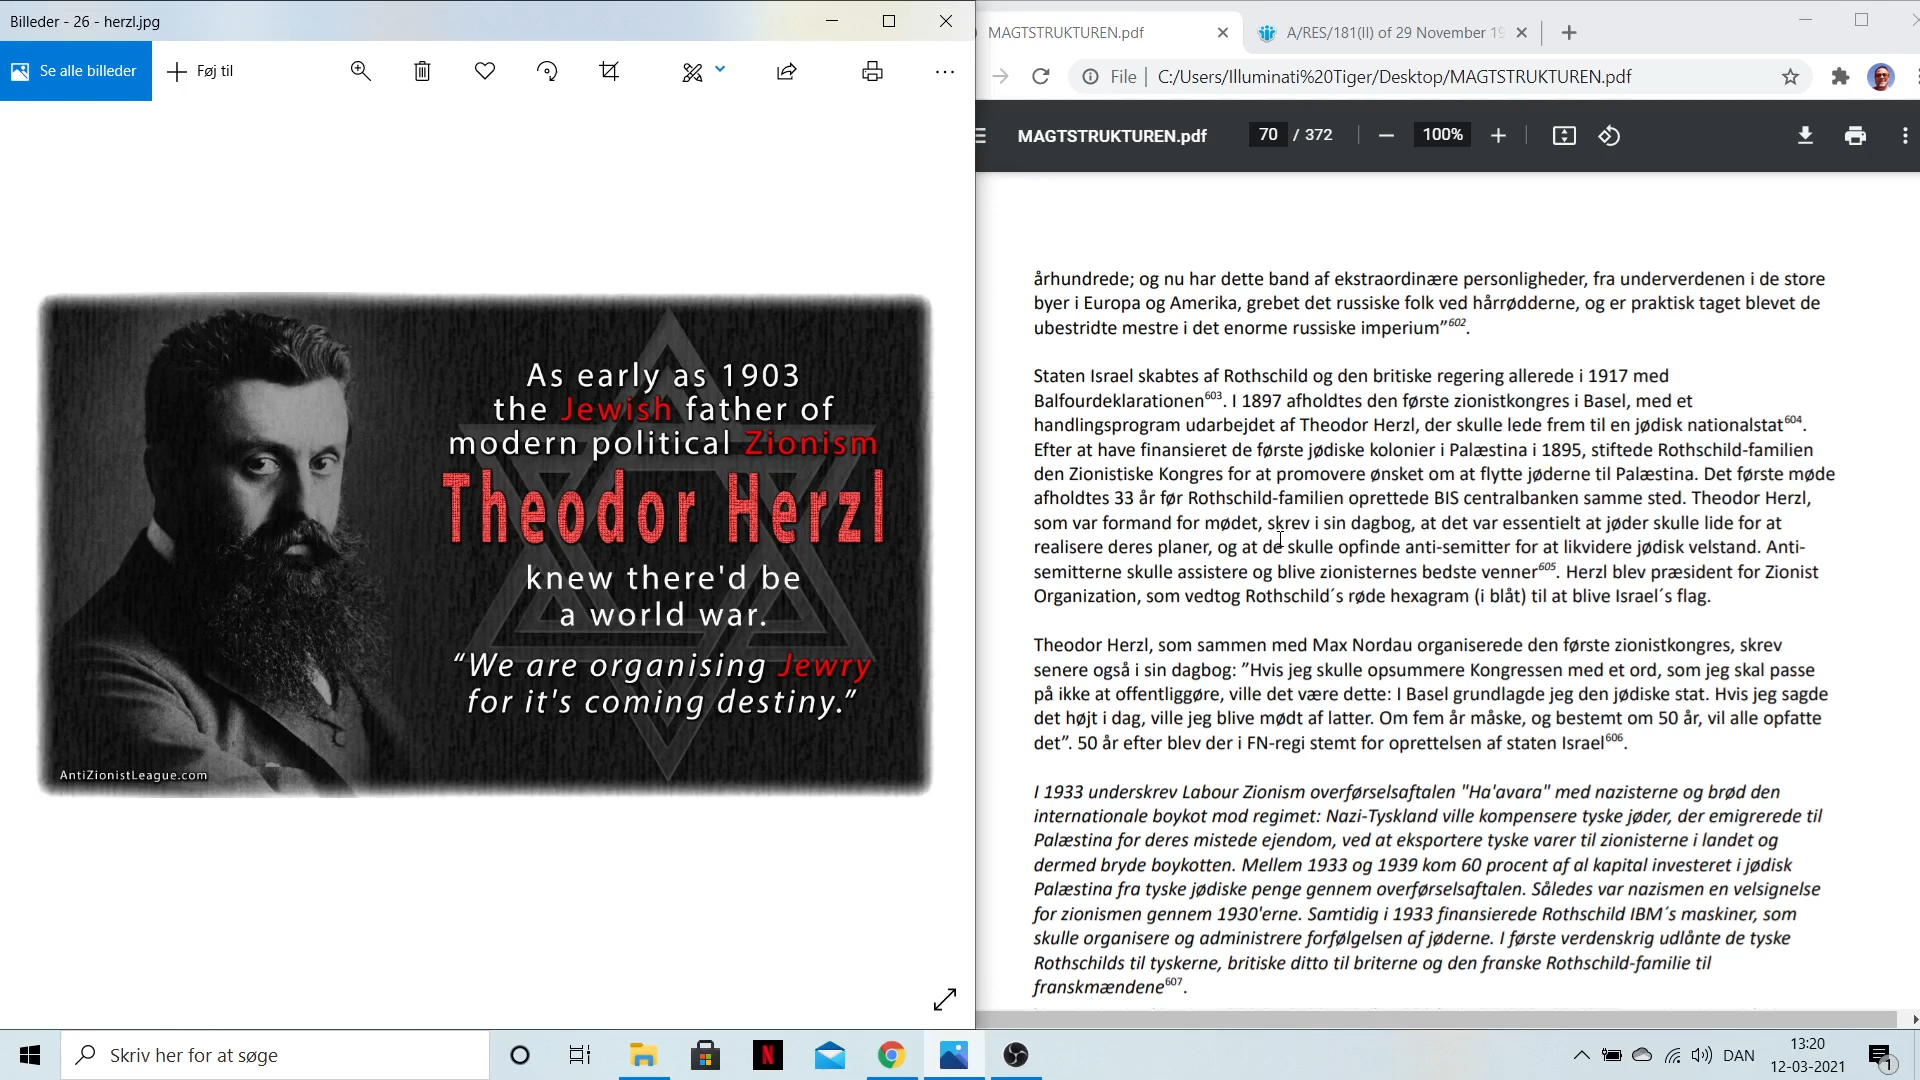 Billeder - 26 - herzl.jpg
Se alle billeder
Føj til
As early as 1903
the Jewish father of
modern political Zionism
Theodor Herzl
knew there'd be
a world war.
“We are organising Jewry
for it's coming destiny.”
AntiZionistLeague.com
MAGTSTRUKTUREN.pdf
A/RES/181(II) of 29 November 19
File | C:/Users/Illuminati%20Tiger/Desktop/MAGTSTRUKTUREN.pdf
MAGTSTRUKTUREN.pdf 70 / 372 100%
århundrede; og nu har dette band af ekstraordinære personligheder, fra underverdenen i de store
byer i Europa og Amerika, grebet det russiske folk ved hårrødderne, og er praktisk taget blevet de
ubestridte mestre i det enorme russiske imperium”602.
Staten Israel skabtes af Rothschild og den britiske regering allerede i 1917 med
Balfourdeklarationen603. I 1897 afholdtes den første zionistkongres i Basel, med et
handlingsprogram udarbejdet af Theodor Herzl, der skulle lede frem til en jødisk nationalstat604.
Efter at have finansieret de første jødiske kolonier i Palæstina i 1895, stiftede Rothschild-familien
den Zionistiske Kongres for at promovere ønsket om at flytte jøderne til Palæstina. Det første møde
afholdtes 33 år før Rothschild-familien oprettede BIS centralbanken samme sted. Theodor Herzl,
som var formand for mødet, skrev i sin dagbog, at det var essentielt at jøder skulle lide for at
realisere deres planer, og at de skulle opfinde anti-semitter for at likvidere jødisk velstand. Anti-
semitterne skulle assistere og blive zionisternes bedste venner605. Herzl blev præsident for Zionist
Organization, som vedtog Rothschild´s røde hexagram (i blåt) til at blive Israel´s flag.
Theodor Herzl, som sammen med Max Nordau organiserede den første zionistkongres, skrev
senere også i sin dagbog: ”Hvis jeg skulle opsummere Kongressen med et ord, som jeg skal passe
på ikke at offentliggøre, ville det være dette: I Basel grundlagde jeg den jødiske stat. Hvis jeg sagde
det højt i dag, ville jeg blive mødt af latter. Om fem år måske, og bestemt om 50 år, vil alle opfatte
det”. 50 år efter blev der i FN-regi stemt for oprettelsen af staten Israel606.
I 1933 underskrev Labour Zionism overførselsaftalen "Ha'avara" med nazisterne og brød den
internationale boykot mod regimet: Nazi-Tyskland ville kompensere tyske jøder, der emigrerede til
Palæstina for deres mistede ejendom, ved at eksportere tyske varer til zionisterne i landet og
dermed bryde boykotten. Mellem 1933 og 1939 kom 60 procent af al kapital investeret i jødisk
Palæstina fra tyske jødiske penge gennem overførselsaftalen. Således var nazismen en velsignelse
for zionismen gennem 1930'erne. Samtidig i 1933 finansierede Rothschild IBM´s maskiner, som
skulle organisere og administrere forfølgelsen af jøderne. I første verdenskrig udlånte de tyske
Rothschilds til tyskerne, britiske ditto til briterne og den franske Rothschild-familie til
franskmændene607.
Skriv her for at søge
DAN
13:20
12-03-2021
1